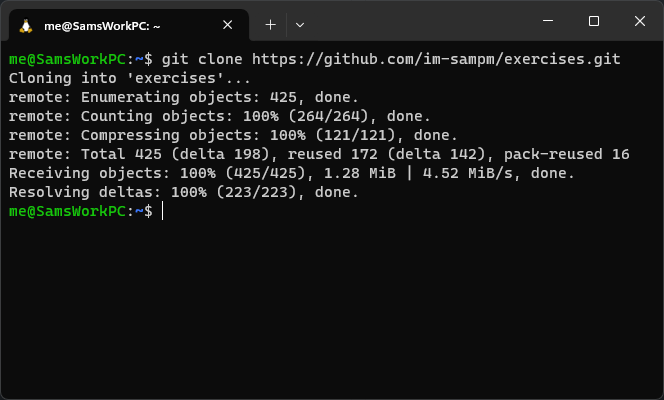 me@SamsWorkPC: ~
me@SamsWorkPC:~$ git clone https://github.com/im-sampm/exercises.git
Cloning into 'exercises'...
remote: Enumerating objects: 425, done.
remote: Counting objects: 100% (264/264), done.
remote: Compressing objects: 100% (121/121), done.
remote: Total 425 (delta 198), reused 172 (delta 142), pack-reused 16
Receiving objects: 100% (425/425), 1.28 MiB | 4.52 MiB/s, done.
Resolving deltas: 100% (223/223), done.
me@SamsWorkPC:~$